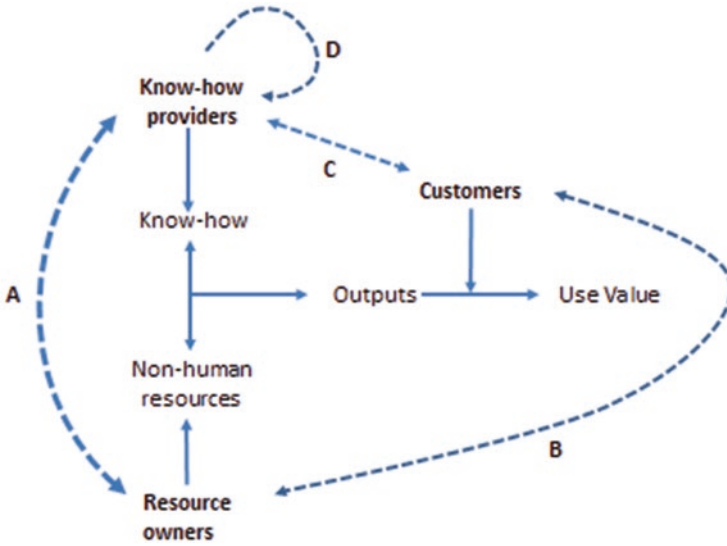 D
Know-how
providers
C
Customers
Know-how
A
Outputs
Use Value
Non-human
resources
B
Resource
owners